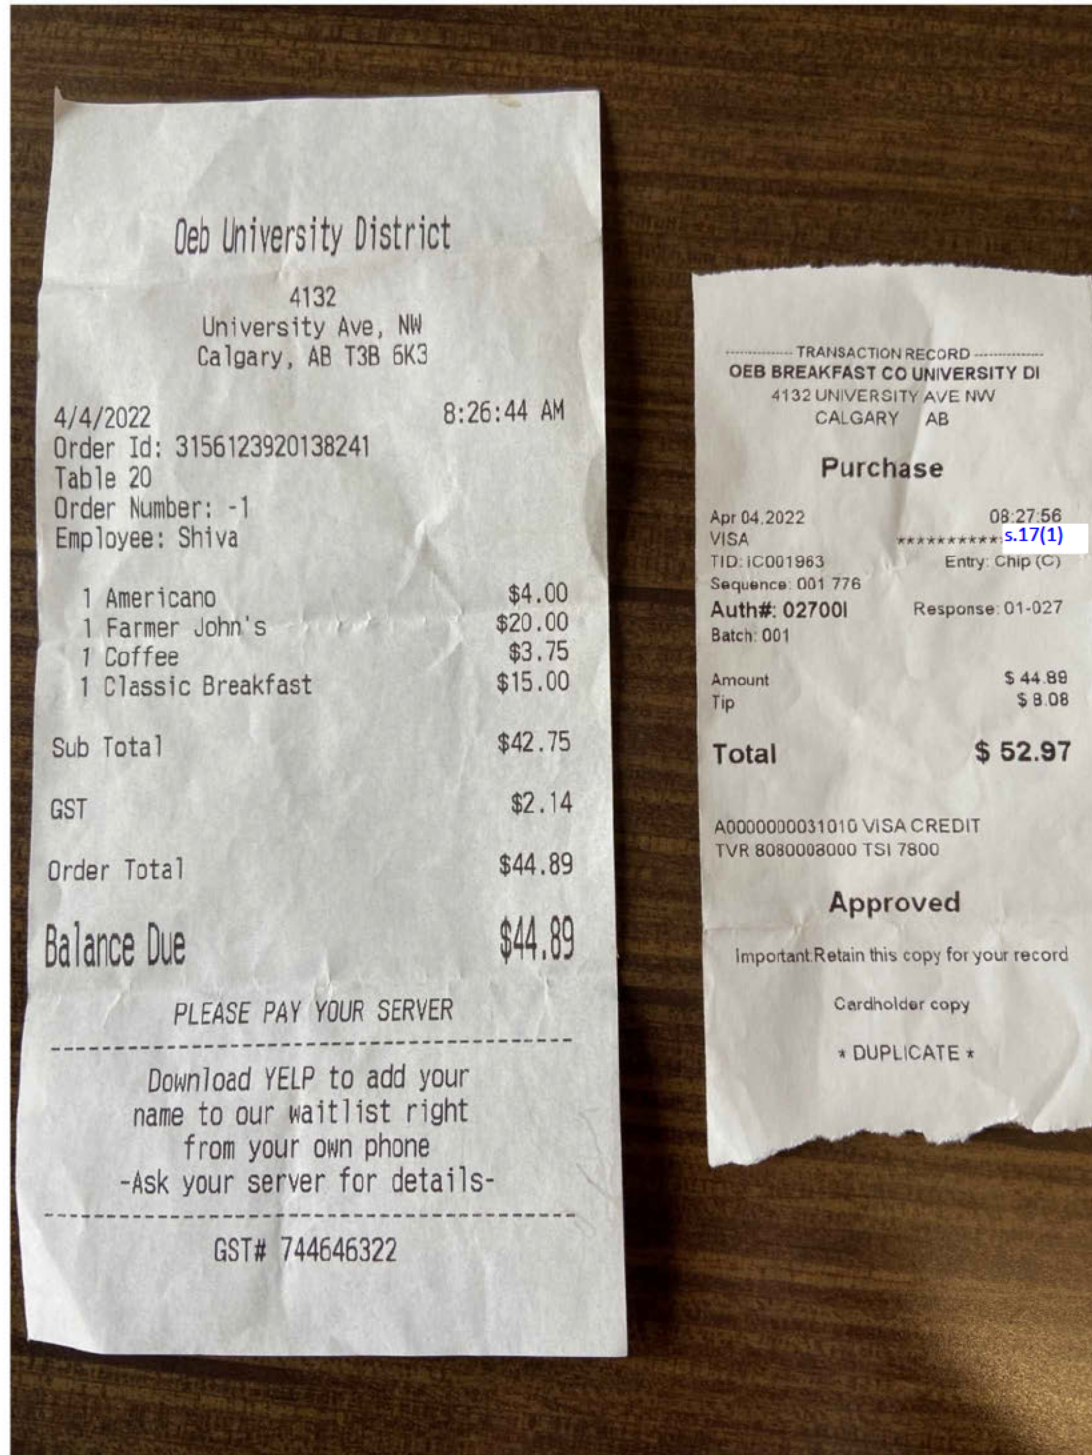 Oeb University District
4132
University Ave, NW
Calgary, AB T3B 6K3
4/4/2022 8:26:44 AM
Order Id: 3156123920138241
Table 20
Order Number: -1
Employee: Shiva
1 Americano $4.00
1 Farmer John's $20.00
1 Coffee $3.75
1 Classic Breakfast $15.00
Sub Total $42.75
GST $2.14
Order Total $44.89
Balance Due $44.89
PLEASE PAY YOUR SERVER
Download YELP to add your
name to our waitlist right
from your own phone
-Ask your server for details-
GST# 744646322
TRANSACTION RECORD
OEB BREAKFAST CO UNIVERSITY DI
4132 UNIVERSITY AVE NW
CALGARY AB
Purchase
Apr 04,2022 08:27:56
VISA ********** s.17(1)
TID: IC001963 Entry: Chip (C)
Sequence: 001 776
Auth#: 02700I Response: 01-027
Batch: 001
Amount $ 44.89
Tip $ 8.08
Total $ 52.97
A0000000031010 VISA CREDIT
TVR 8080008000 TSI 7800
Approved
Important:Retain this copy for your record
Cardholder copy
* DUPLICATE *